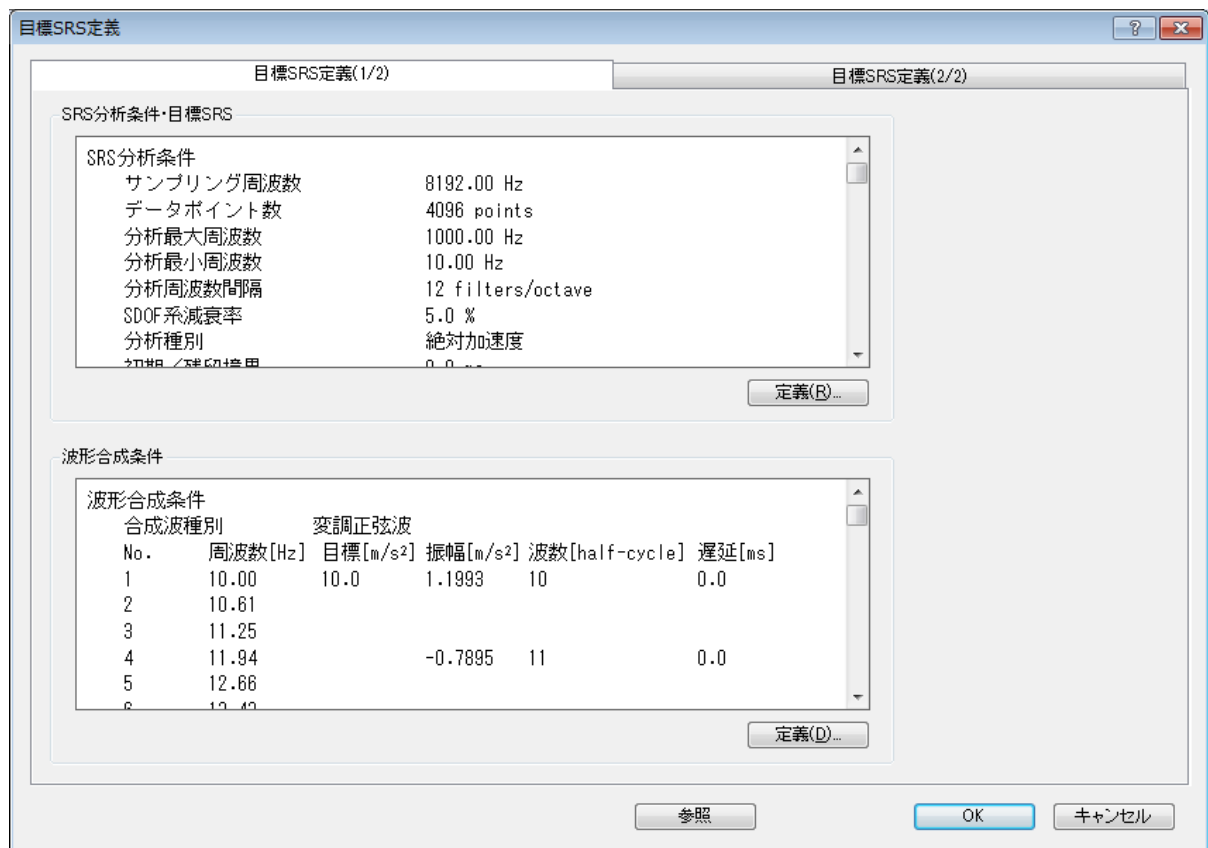 目標SRS定義
目標SRS定義(1/2) 目標SRS定義(2/2)
SRS分析条件・目標SRS
SRS分析条件
サンプリング周波数 8192.00 Hz
データポイント数 4096 points
分析最大周波数 1000.00 Hz
分析最小周波数 10.00 Hz
分析周波数間隔 12 filters/octave
SDOF系減衰率 5.0 %
分析種別 絶対加速度
定義(R)...
波形合成条件
波形合成条件
合成波種別 変調正弦波
No. 周波数[Hz] 目標[m/s²] 振幅[m/s²] 波数[half-cycle] 遅延[ms]
1 10.00 10.0 1.1993 10 0.0
2 10.61
3 11.25
4 11.94 -0.7895 11 0.0
5 12.66
定義(D)...
参照 OK キャンセル